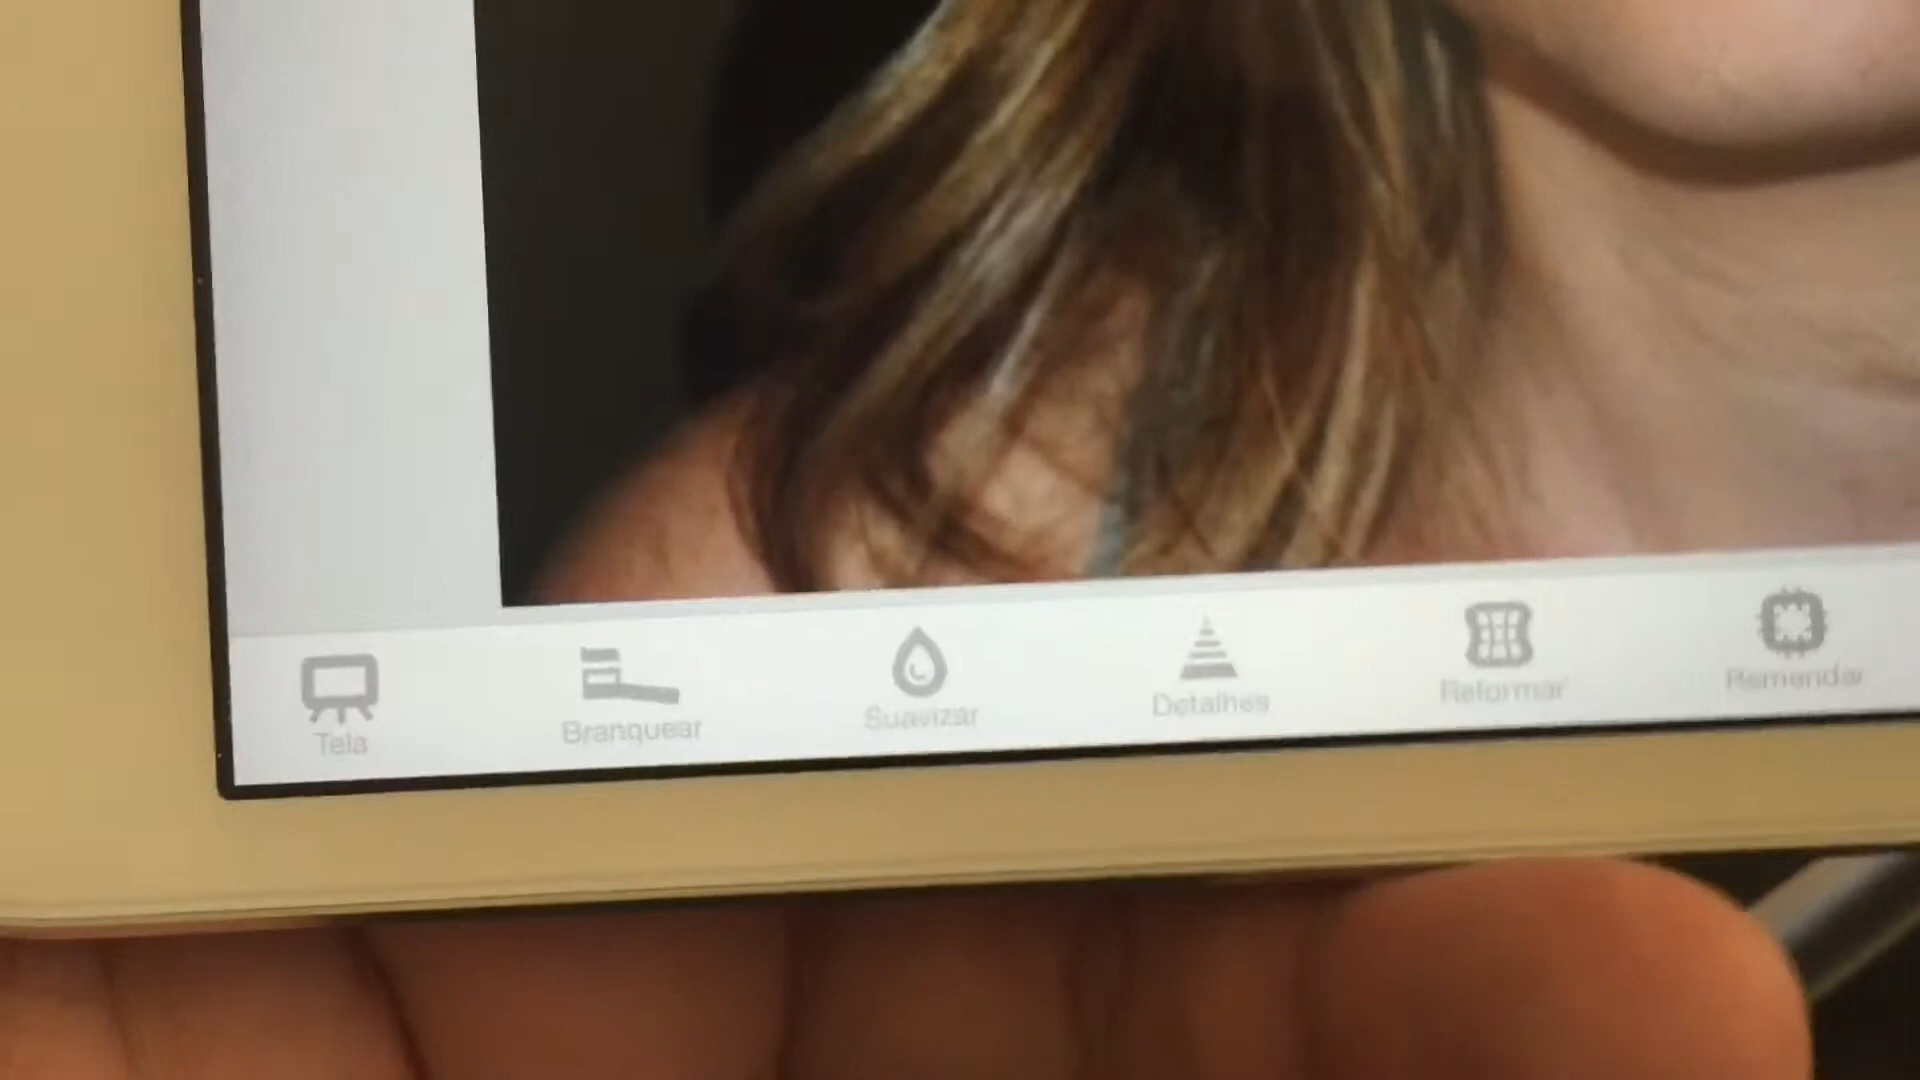 Tela
Branquear
Suavizar
Detalhes
Reformar
Remendar